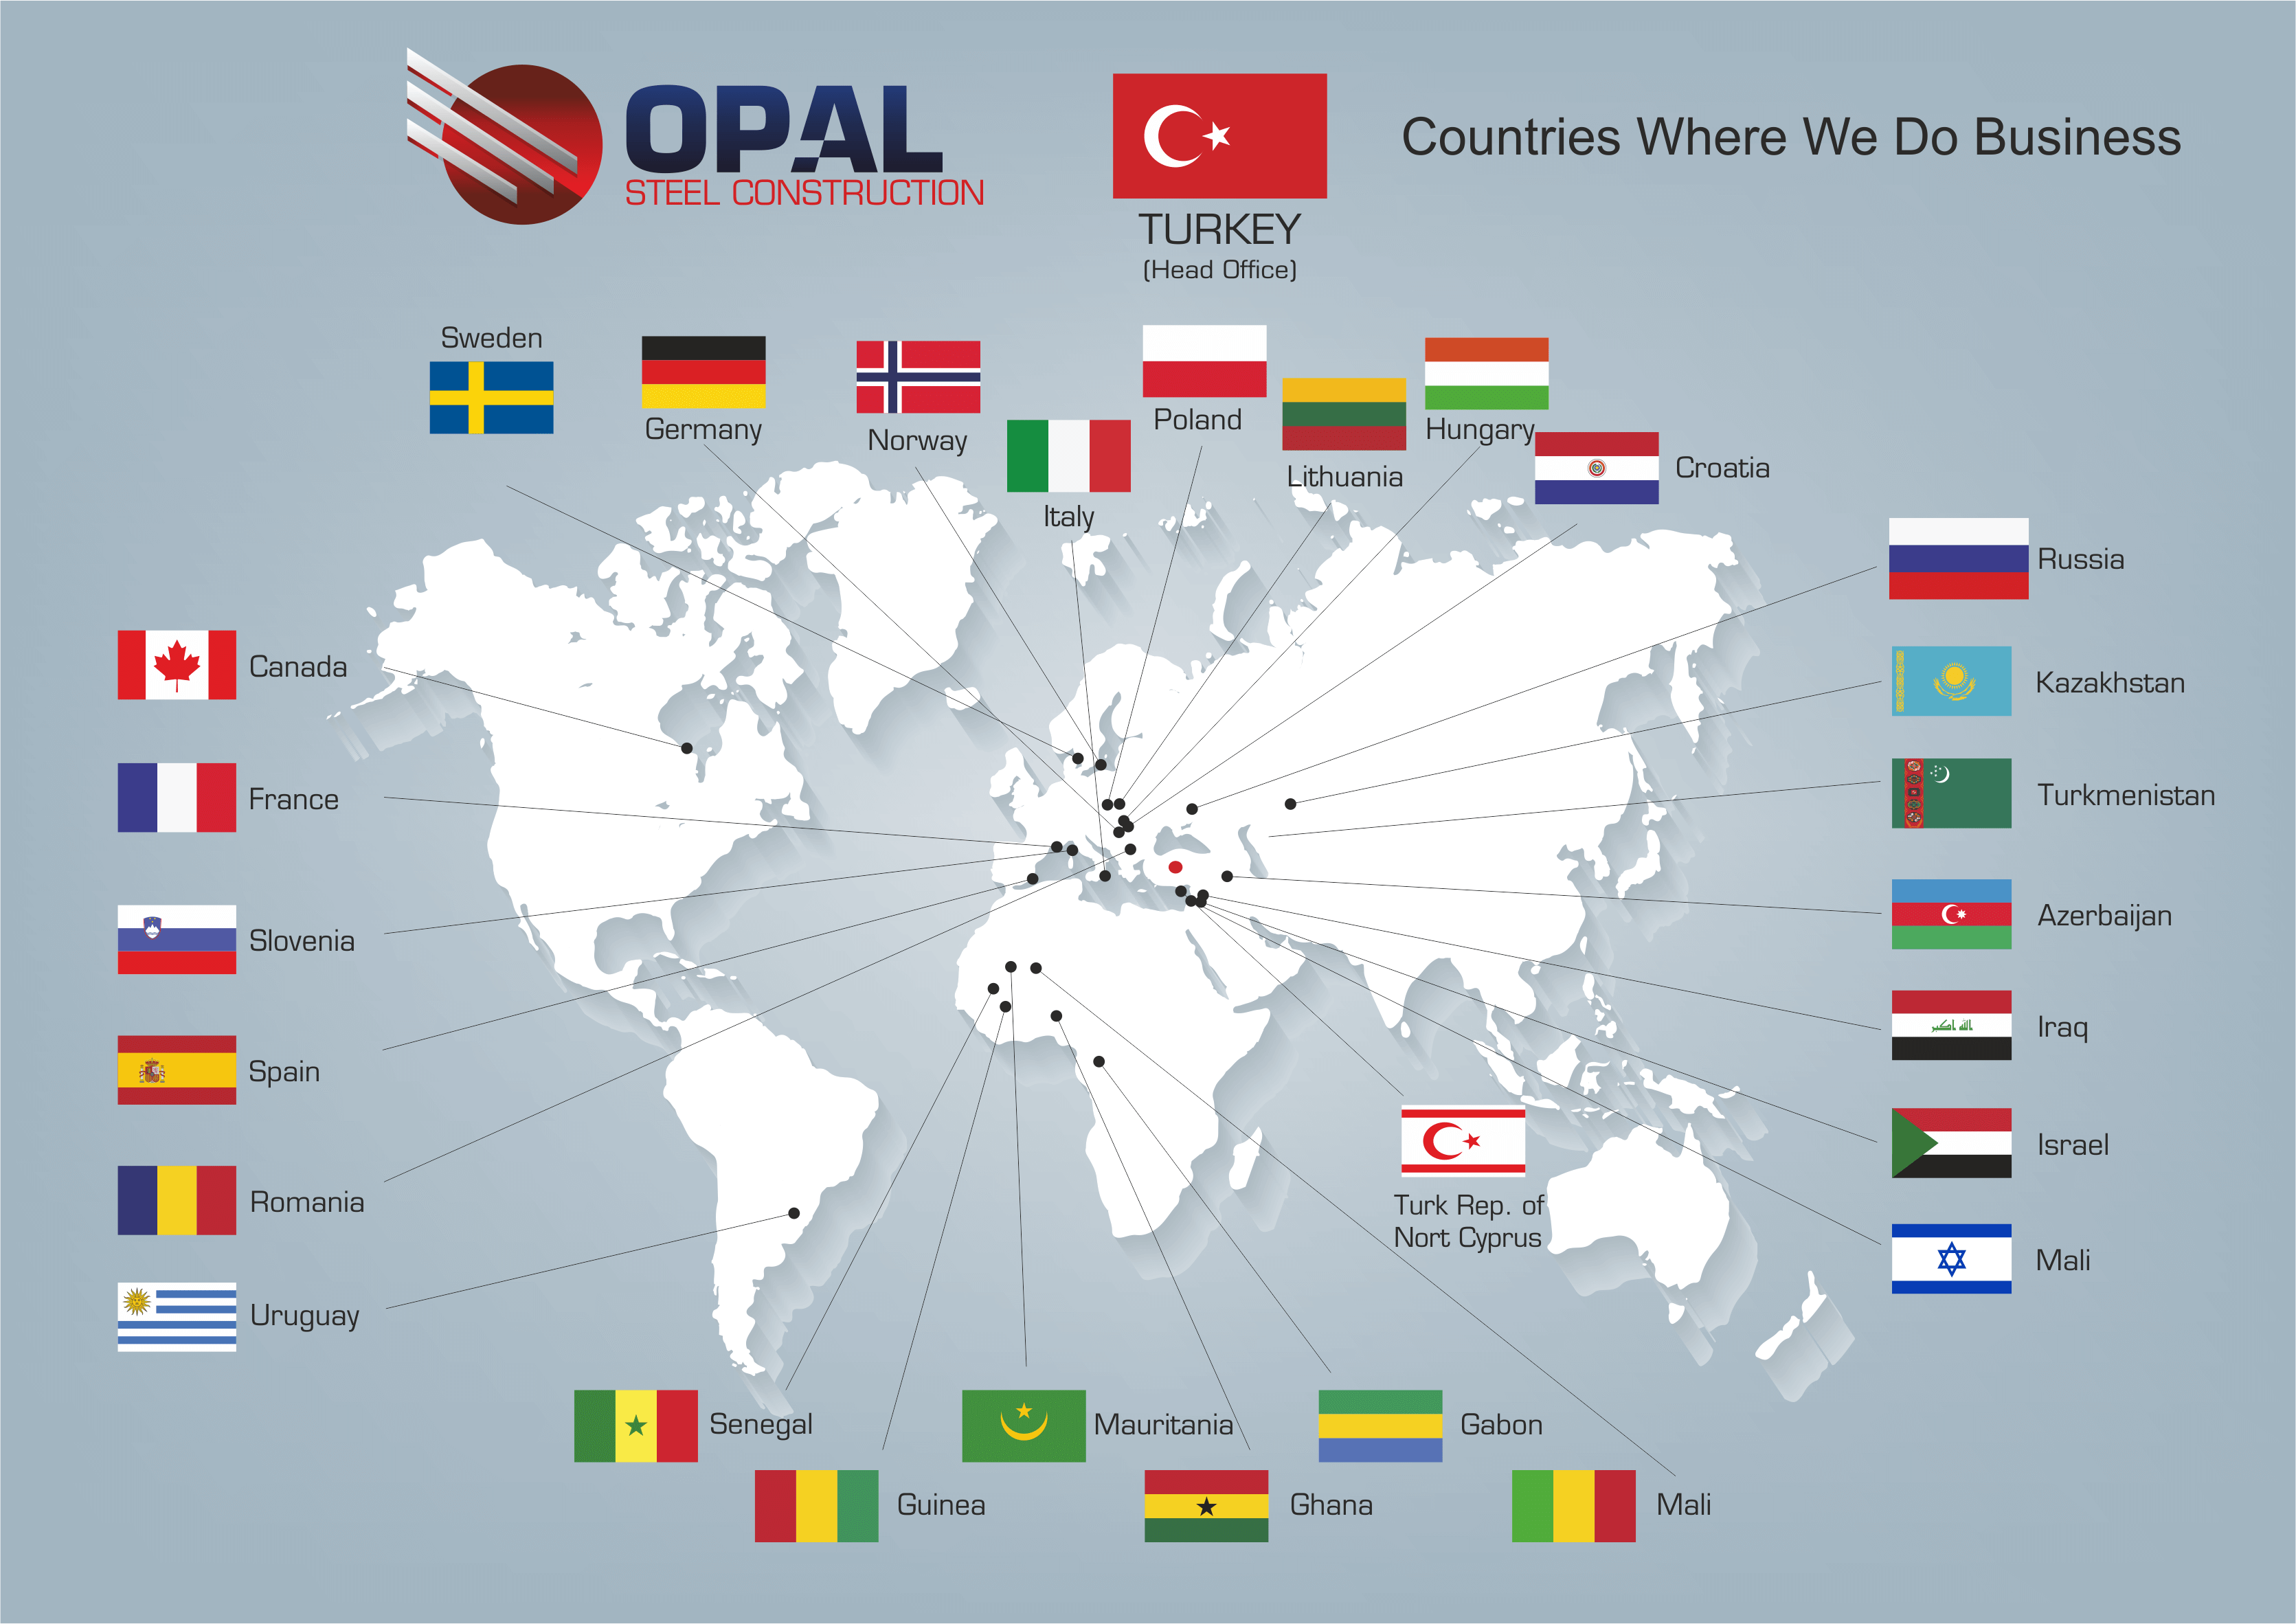 OPAL
STEEL CONSTRUCTION
TURKEY
(Head Office)
Countries Where We Do Business
Sweden
Germany
Norway
Italy
Poland
Lithuania
Hungary
Croatia
Russia
Kazakhstan
Turkmenistan
Azerbaijan
Iraq
Israel
Mali
Canada
France
Slovenia
Spain
Romania
Uruguay
Turk Rep. of
Nort Cyprus
Senegal
Mauritania
Gabon
Guinea
Ghana
Mali